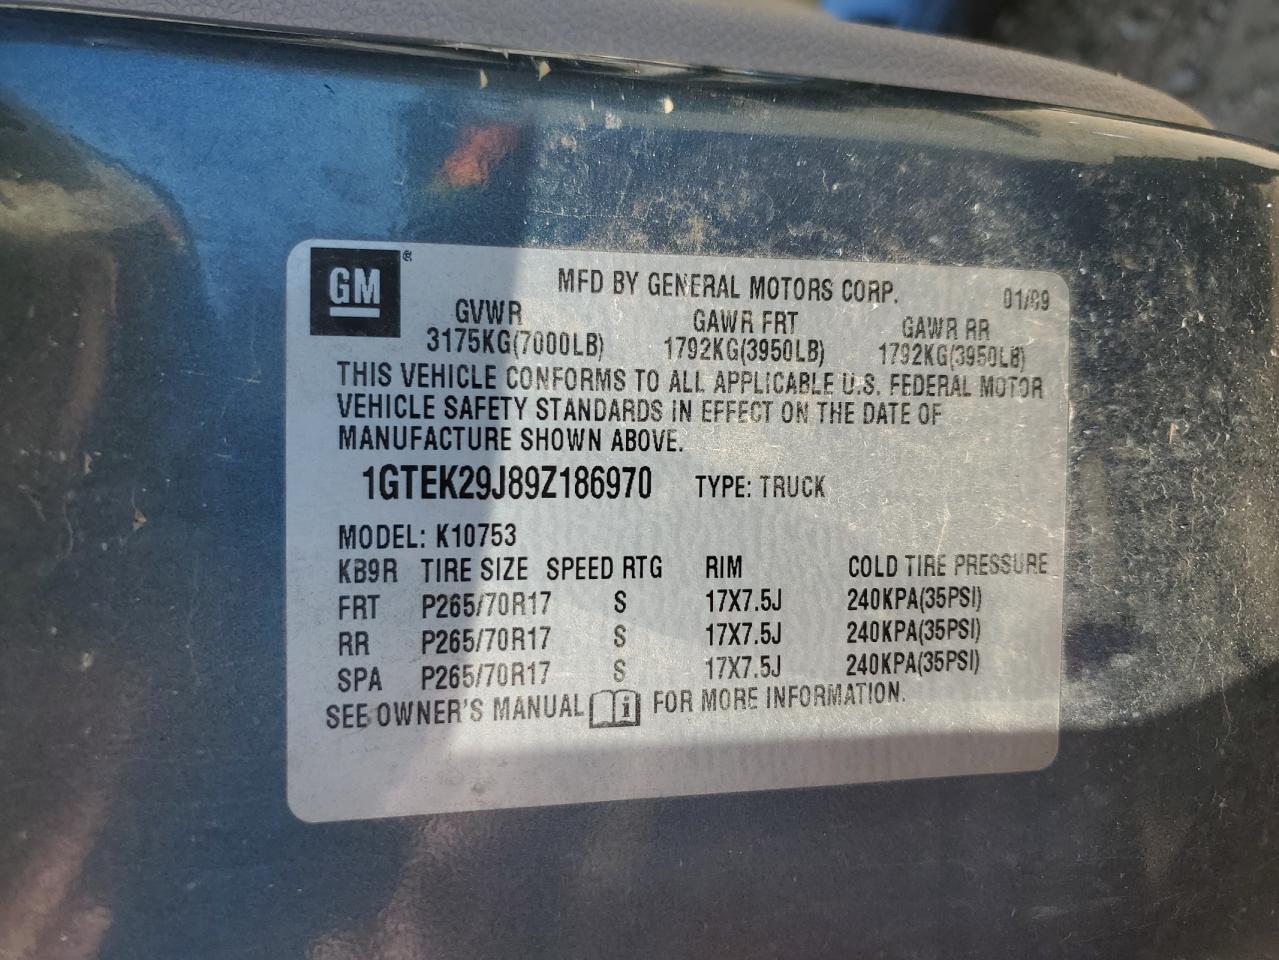 GM ®
MFD BY GENERAL MOTORS CORP. 01/09
GVWR GAWR FRT GAWR RR
3175KG(7000LB) 1792KG(3950LB) 1792KG(3950LB)
THIS VEHICLE CONFORMS TO ALL APPLICABLE U.S. FEDERAL MOTOR
VEHICLE SAFETY STANDARDS IN EFFECT ON THE DATE OF
MANUFACTURE SHOWN ABOVE.
1GTEK29J89Z186970 TYPE: TRUCK
MODEL: K10753
KB9R TIRE SIZE SPEED RTG RIM COLD TIRE PRESSURE
FRT P265/70R17 S 17X7.5J 240KPA(35PSI)
RR P265/70R17 S 17X7.5J 240KPA(35PSI)
SPA P265/70R17 S 17X7.5J 240KPA(35PSI)
SEE OWNER'S MANUAL i FOR MORE INFORMATION.